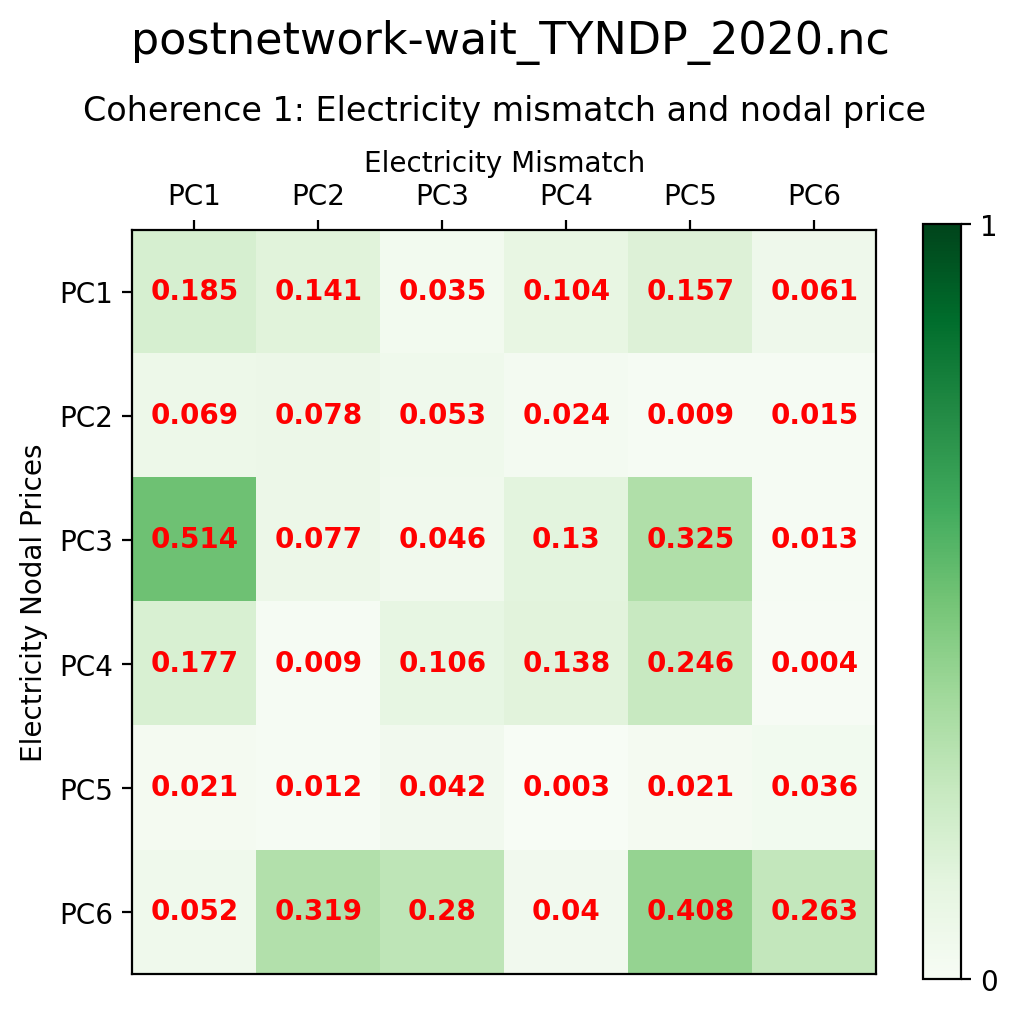 postnetwork-wait_TYNDP_2020.nc
Coherence 1: Electricity mismatch and nodal price
Electricity Mismatch
PC1 PC2 PC3 PC4 PC5 PC6
Electricity Nodal Prices
PC1 0.185 0.141 0.035 0.104 0.157 0.061
PC2 0.069 0.078 0.053 0.024 0.009 0.015
PC3 0.514 0.077 0.046 0.13 0.325 0.013
PC4 0.177 0.009 0.106 0.138 0.246 0.004
PC5 0.021 0.012 0.042 0.003 0.021 0.036
PC6 0.052 0.319 0.28 0.04 0.408 0.263
1
0